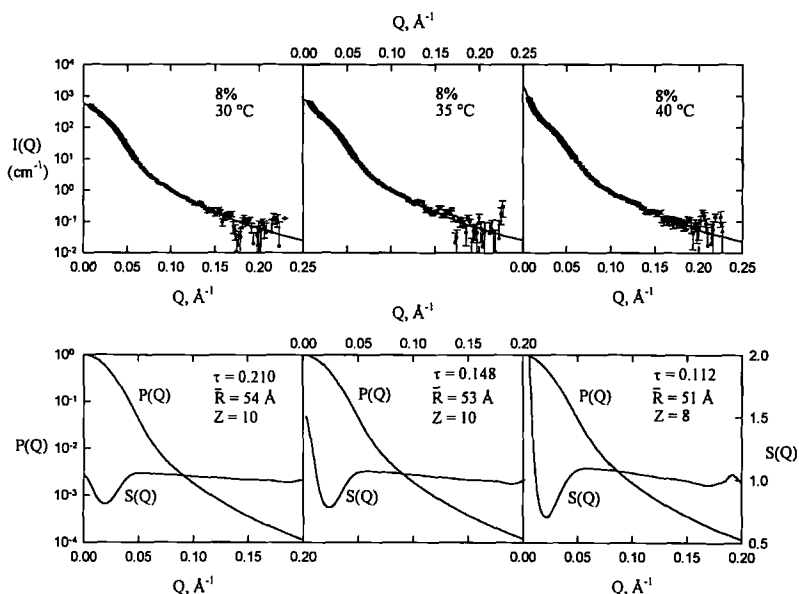 Q, Å⁻¹
0.00 0.05 0.10 0.15 0.20 0.25
10⁴
10³
10²
10¹
10⁰
10⁻¹
10⁻²
I(Q)
(cm⁻¹)
8%
30 °C
8%
35 °C
8%
40 °C
0.00 0.05 0.10 0.15 0.20 0.25
0.00 0.05 0.10 0.15 0.20 0.25
Q, Å⁻¹
Q, Å⁻¹
Q, Å⁻¹
0.00 0.05 0.10 0.15 0.20
10⁰
10⁻¹
10⁻²
10⁻³
10⁻⁴
P(Q)
τ = 0.210
R̄ = 54 Å
Z = 10
P(Q)
S(Q)
τ = 0.148
R̄ = 53 Å
Z = 10
P(Q)
S(Q)
τ = 0.112
R̄ = 51 Å
Z = 8
P(Q)
S(Q)
2.0
1.5
1.0
0.5
S(Q)
0.00 0.05 0.10 0.15 0.20
0.00 0.05 0.10 0.15 0.20
Q, Å⁻¹
Q, Å⁻¹